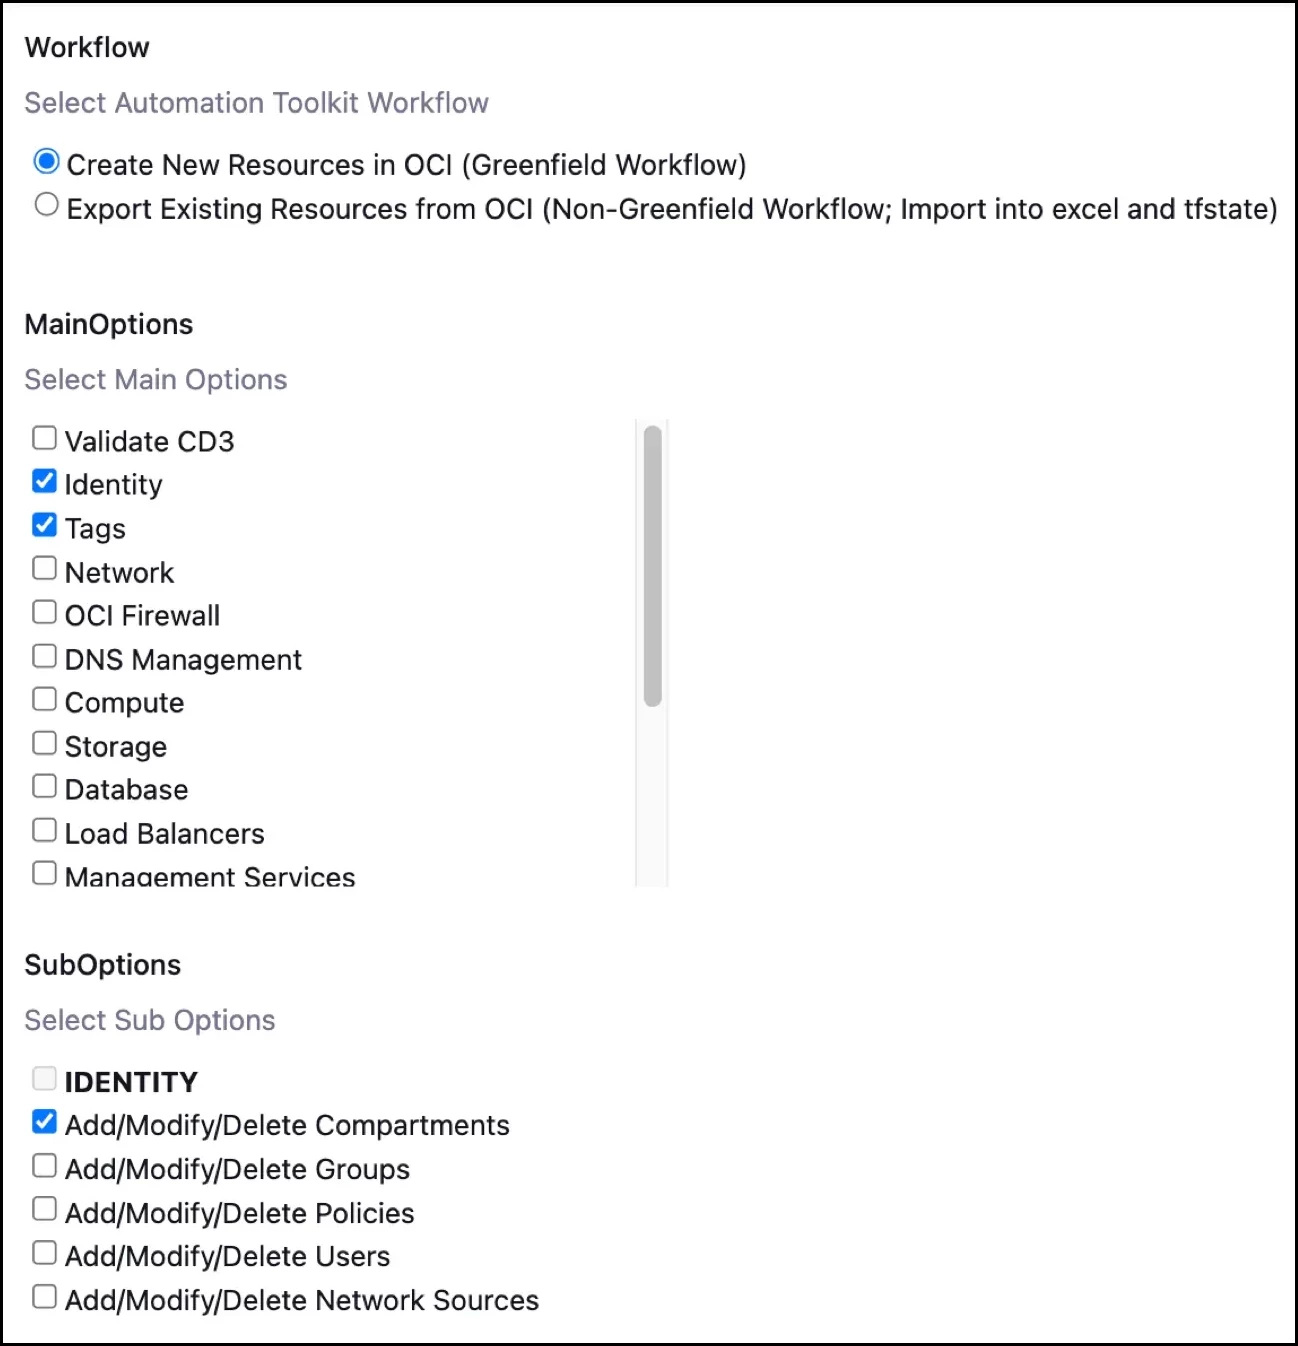 Workflow
Select Automation Toolkit Workflow
Create New Resources in OCI (Greenfield Workflow)
Export Existing Resources from OCI (Non-Greenfield Workflow; Import into excel and tfstate)
MainOptions
Select Main Options
Validate CD3
Identity
Tags
Network
OCI Firewall
DNS Management
Compute
Storage
Database
Load Balancers
Management Services
SubOptions
Select Sub Options
IDENTITY
Add/Modify/Delete Compartments
Add/Modify/Delete Groups
Add/Modify/Delete Policies
Add/Modify/Delete Users
Add/Modify/Delete Network Sources